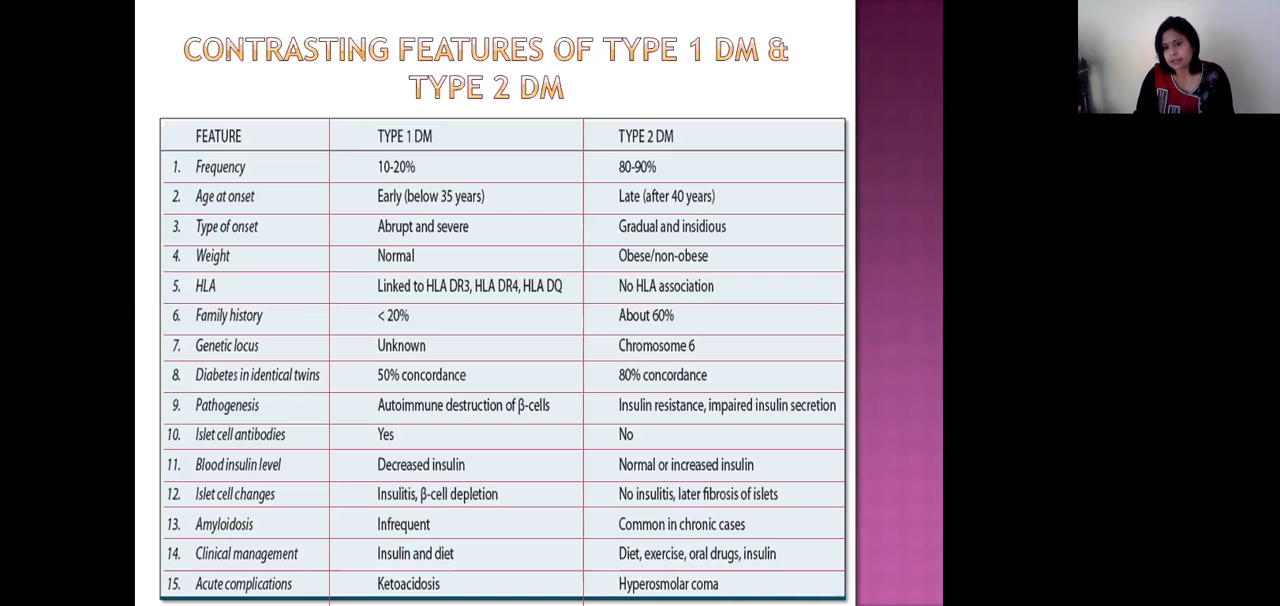 CONTRASTING FEATURES OF TYPE 1 DM &
TYPE 2 DM
FEATURE TYPE 1 DM TYPE 2 DM
1. Frequency 10-20% 80-90%
2. Age at onset Early (below 35 years) Late (after 40 years)
3. Type of onset Abrupt and severe Gradual and insidious
4. Weight Normal Obese/non-obese
5. HLA Linked to HLA DR3, HLA DR4, HLA DQ No HLA association
6. Family history < 20% About 60%
7. Genetic locus Unknown Chromosome 6
8. Diabetes in identical twins 50% concordance 80% concordance
9. Pathogenesis Autoimmune destruction of β-cells Insulin resistance, impaired insulin secretion
10. Islet cell antibodies Yes No
11. Blood insulin level Decreased insulin Normal or increased insulin
12. Islet cell changes Insulitis, β-cell depletion No insulitis, later fibrosis of islets
13. Amyloidosis Infrequent Common in chronic cases
14. Clinical management Insulin and diet Diet, exercise, oral drugs, insulin
15. Acute complications Ketoacidosis Hyperosmolar coma